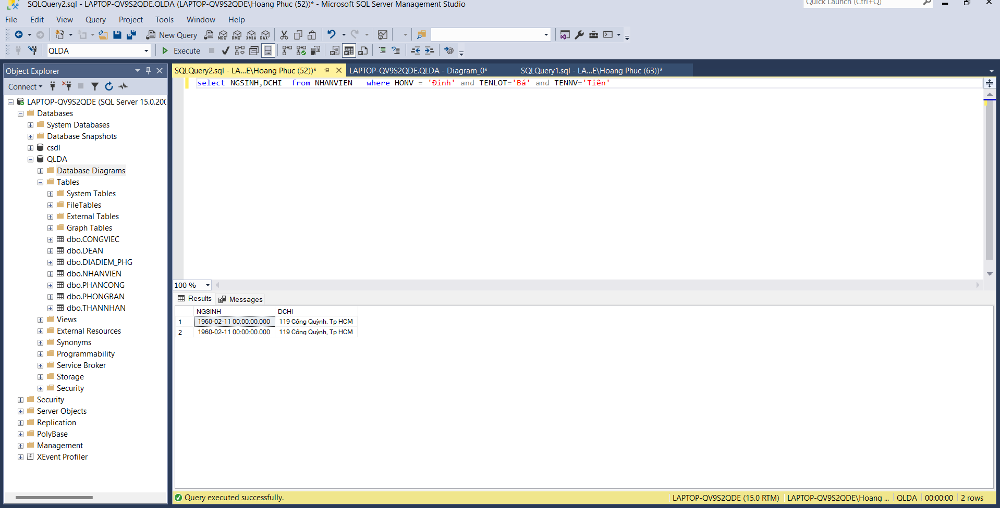 SQLQuery2.sql - LAPTOP-QV9S2QDE.QLDA (LAPTOP-QV9S2QDE\Hoang Phuc (52))* - Microsoft SQL Server Management Studio
Quick Launch (Ctrl+Q)
File Edit View Query Project Tools Window Help
New Query MDX DMX XMLA DAX
QLDA Execute
Object Explorer
SQLQuery2.sql - LA...E\Hoang Phuc (52))* LAPTOP-QV9S2QDE.QLDA - Diagram_0* SQLQuery1.sql - LA...E\Hoang Phuc (63))*
Connect
select NGSINH,DCHI from NHANVIEN where HONV = 'Đinh' and TENLOT='Bá' and TENNV='Tiên'
LAPTOP-QV9S2QDE (SQL Server 15.0.200
Databases
System Databases
Database Snapshots
csdl
QLDA
Database Diagrams
Tables
System Tables
FileTables
External Tables
Graph Tables
dbo.CONGVIEC
dbo.DEAN
dbo.DIADIEM_PHG
dbo.NHANVIEN
dbo.PHANCONG
dbo.PHONGBAN
dbo.THANNHAN
Views
External Resources
Synonyms
Programmability
Service Broker
Storage
Security
Security
Server Objects
Replication
PolyBase
Management
XEvent Profiler
100 %
Results Messages
NGSINH DCHI
1 1960-02-11 00:00:00.000 119 Cống Quỳnh, Tp HCM
2 1960-02-11 00:00:00.000 119 Cống Quỳnh, Tp HCM
Query executed successfully. LAPTOP-QV9S2QDE (15.0 RTM) LAPTOP-QV9S2QDE\Hoang ... QLDA 00:00:00 2 rows